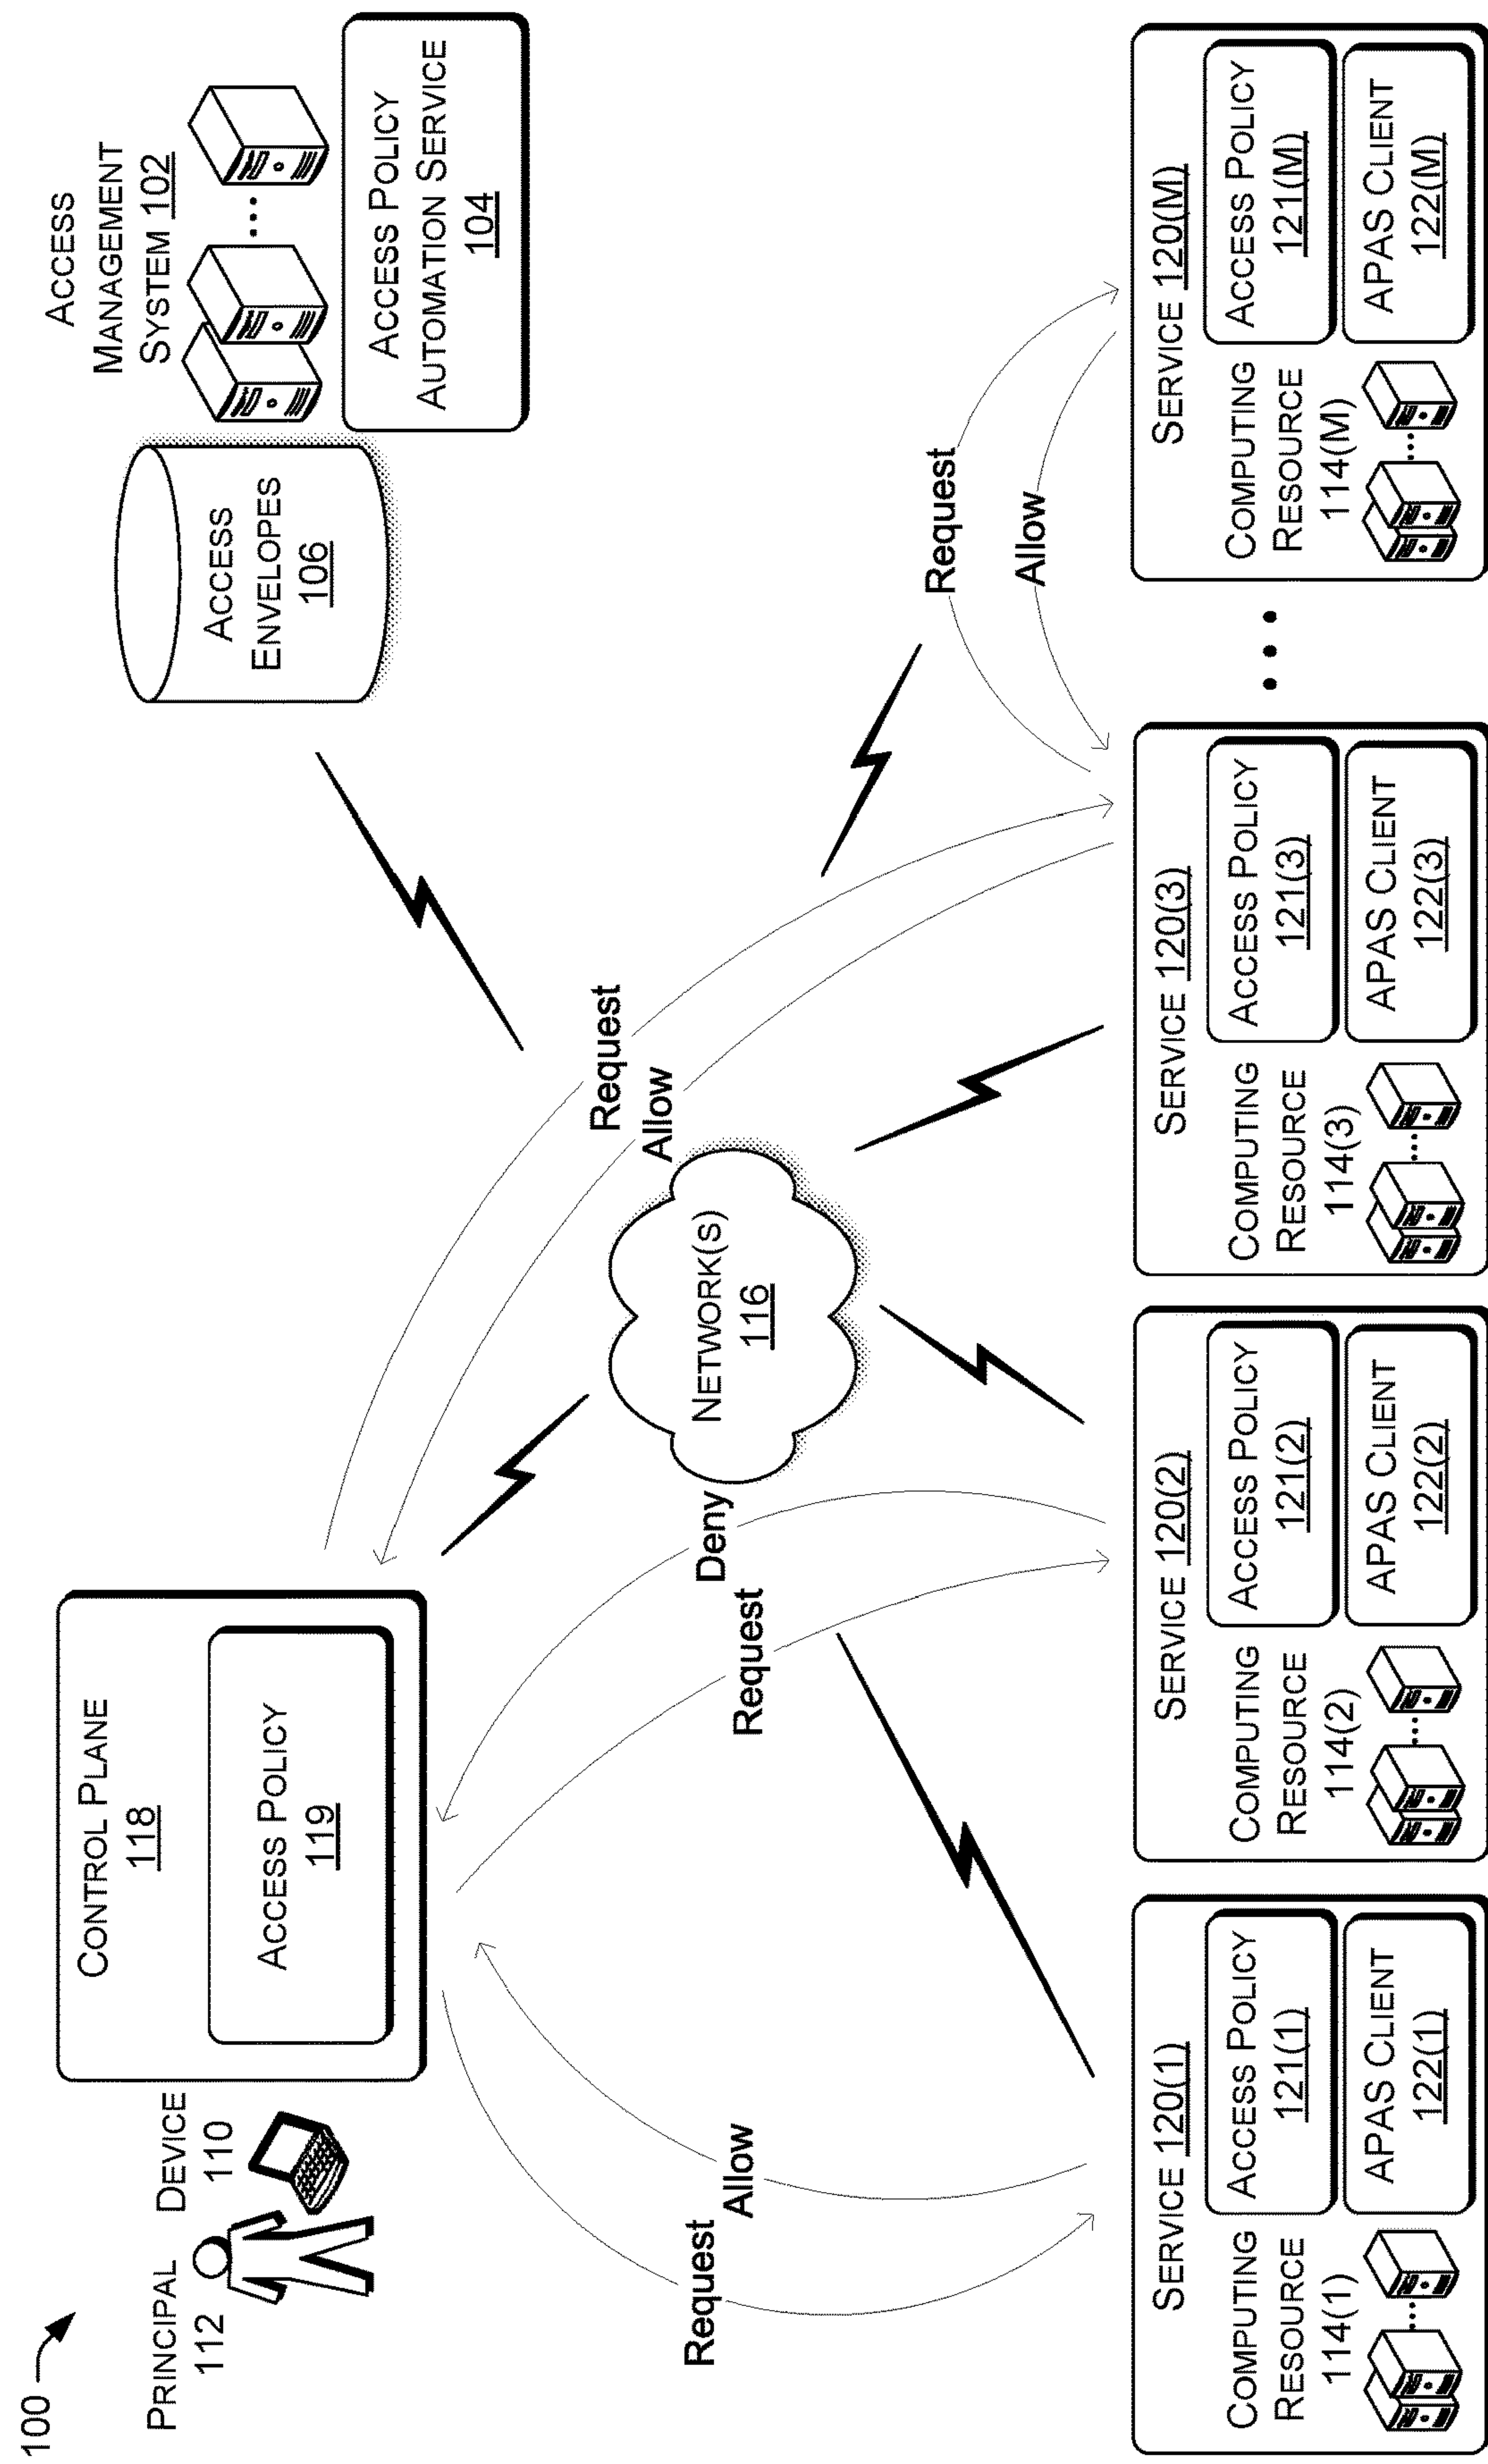 100
PRINCIPAL
112
DEVICE
110
CONTROL PLANE
118
ACCESS POLICY
119
ACCESS
ENVELOPES
106
ACCESS
MANAGEMENT
SYSTEM 102
ACCESS POLICY
AUTOMATION SERVICE
104
Request
Allow
Deny
Request
NETWORK(S)
116
Request
Allow
Request
Allow
SERVICE 120(1)
COMPUTING
RESOURCE
114(1)
ACCESS POLICY
121(1)
APAS CLIENT
122(1)
SERVICE 120(2)
COMPUTING
RESOURCE
114(2)
ACCESS POLICY
121(2)
APAS CLIENT
122(2)
SERVICE 120(3)
COMPUTING
RESOURCE
114(3)
ACCESS POLICY
121(3)
APAS CLIENT
122(3)
SERVICE 120(M)
COMPUTING
RESOURCE
114(M)
ACCESS POLICY
121(M)
APAS CLIENT
122(M)